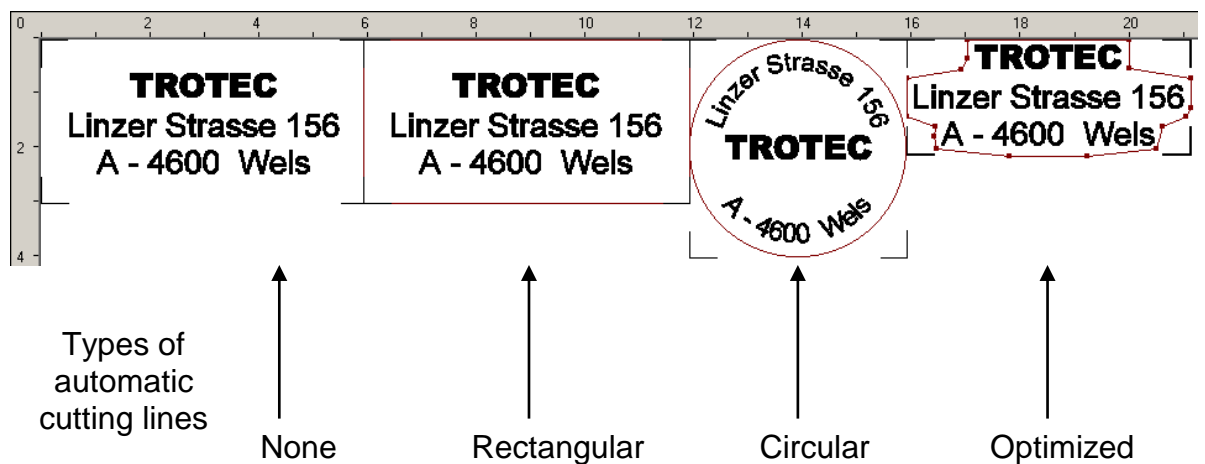 0 2 4 6 8 10 12 14 16 18 20
2
4
TROTEC
Linzer Strasse 156
A - 4600 Wels
TROTEC
Linzer Strasse 156
A - 4600 Wels
Linzer Strasse 156
TROTEC
A - 4600 Wels
TROTEC
Linzer Strasse 156
A - 4600 Wels
Types of
automatic
cutting lines
None Rectangular Circular Optimized